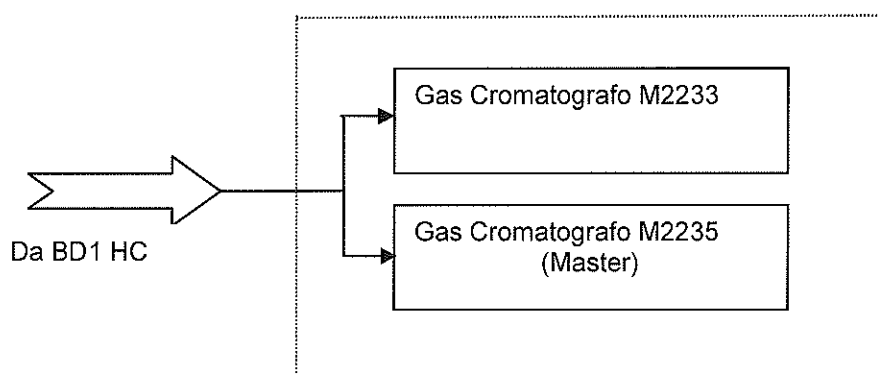 Gas Cromatografo M2233
Gas Cromatografo M2235
(Master)
Da BD1 HC